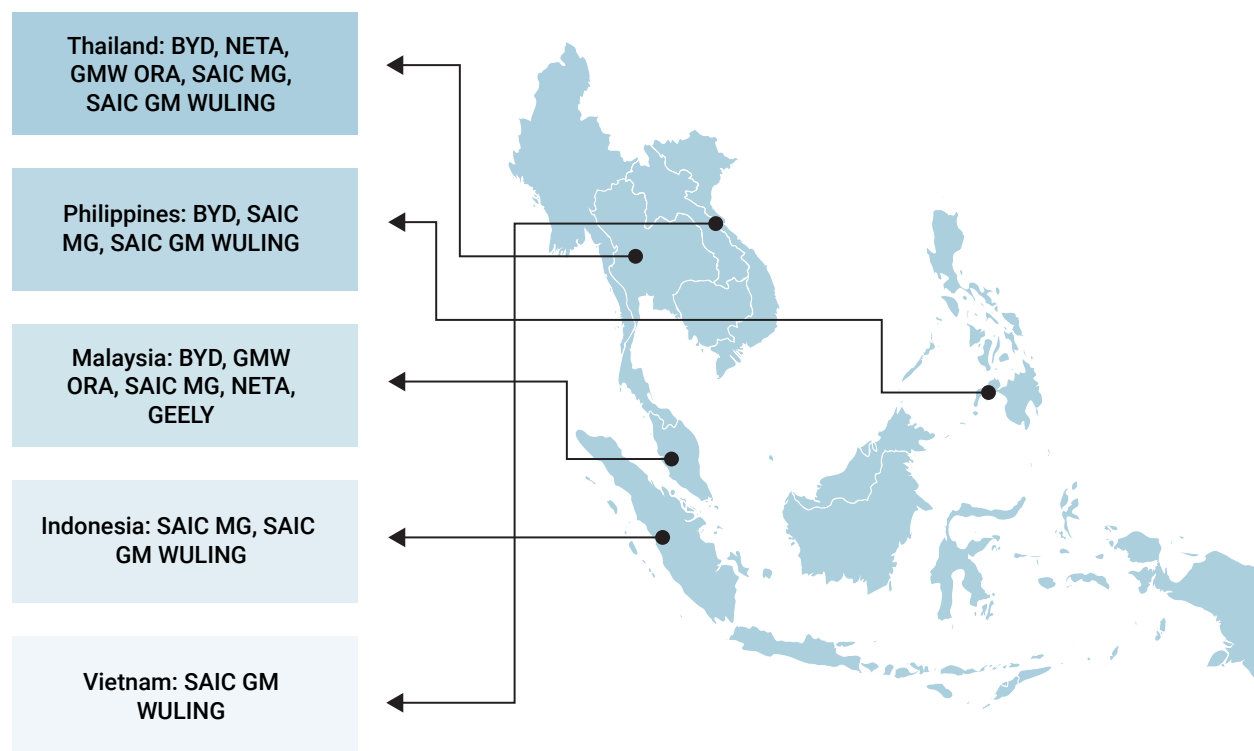 Thailand: BYD, NETA,
GMW ORA, SAIC MG,
SAIC GM WULING
Philippines: BYD, SAIC
MG, SAIC GM WULING
Malaysia: BYD, GMW
ORA, SAIC MG, NETA,
GEELY
Indonesia: SAIC MG, SAIC
GM WULING
Vietnam: SAIC GM
WULING